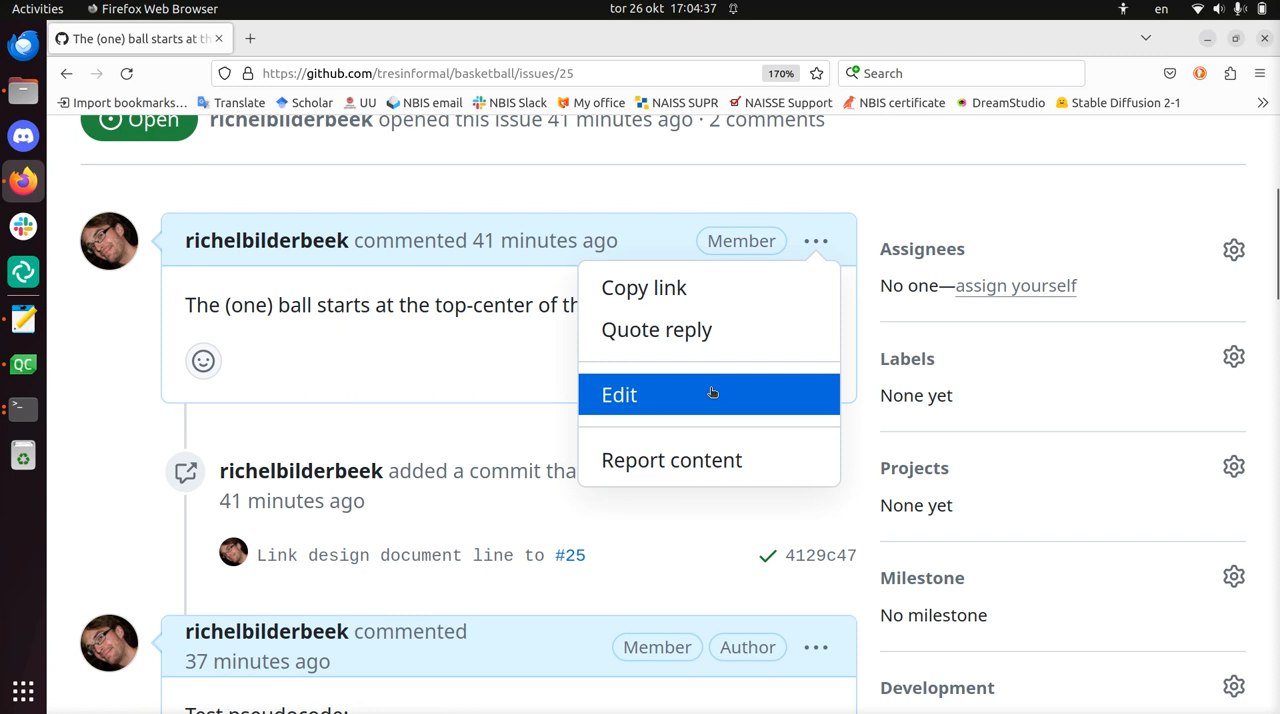 Activities
Firefox Web Browser
tor 26 okt 17:04:37
en
The (one) ball starts at th
https://github.com/tresinformal/basketball/issues/25
170%
Search
Import bookmarks...
Translate
Scholar
UU
NBIS email
NBIS Slack
My office
NAISS SUPR
NAISSE Support
NBIS certificate
DreamStudio
Stable Diffusion 2-1
Open
richelbilderbeek opened this issue 41 minutes ago · 2 comments
richelbilderbeek commented 41 minutes ago
Member
The (one) ball starts at the top-center of th
Copy link
Quote reply
Edit
Report content
richelbilderbeek added a commit tha
41 minutes ago
Link design document line to #25
4129c47
richelbilderbeek commented
37 minutes ago
Member
Author
Test pseudocode:
Assignees
No one—assign yourself
Labels
None yet
Projects
None yet
Milestone
No milestone
Development
QC